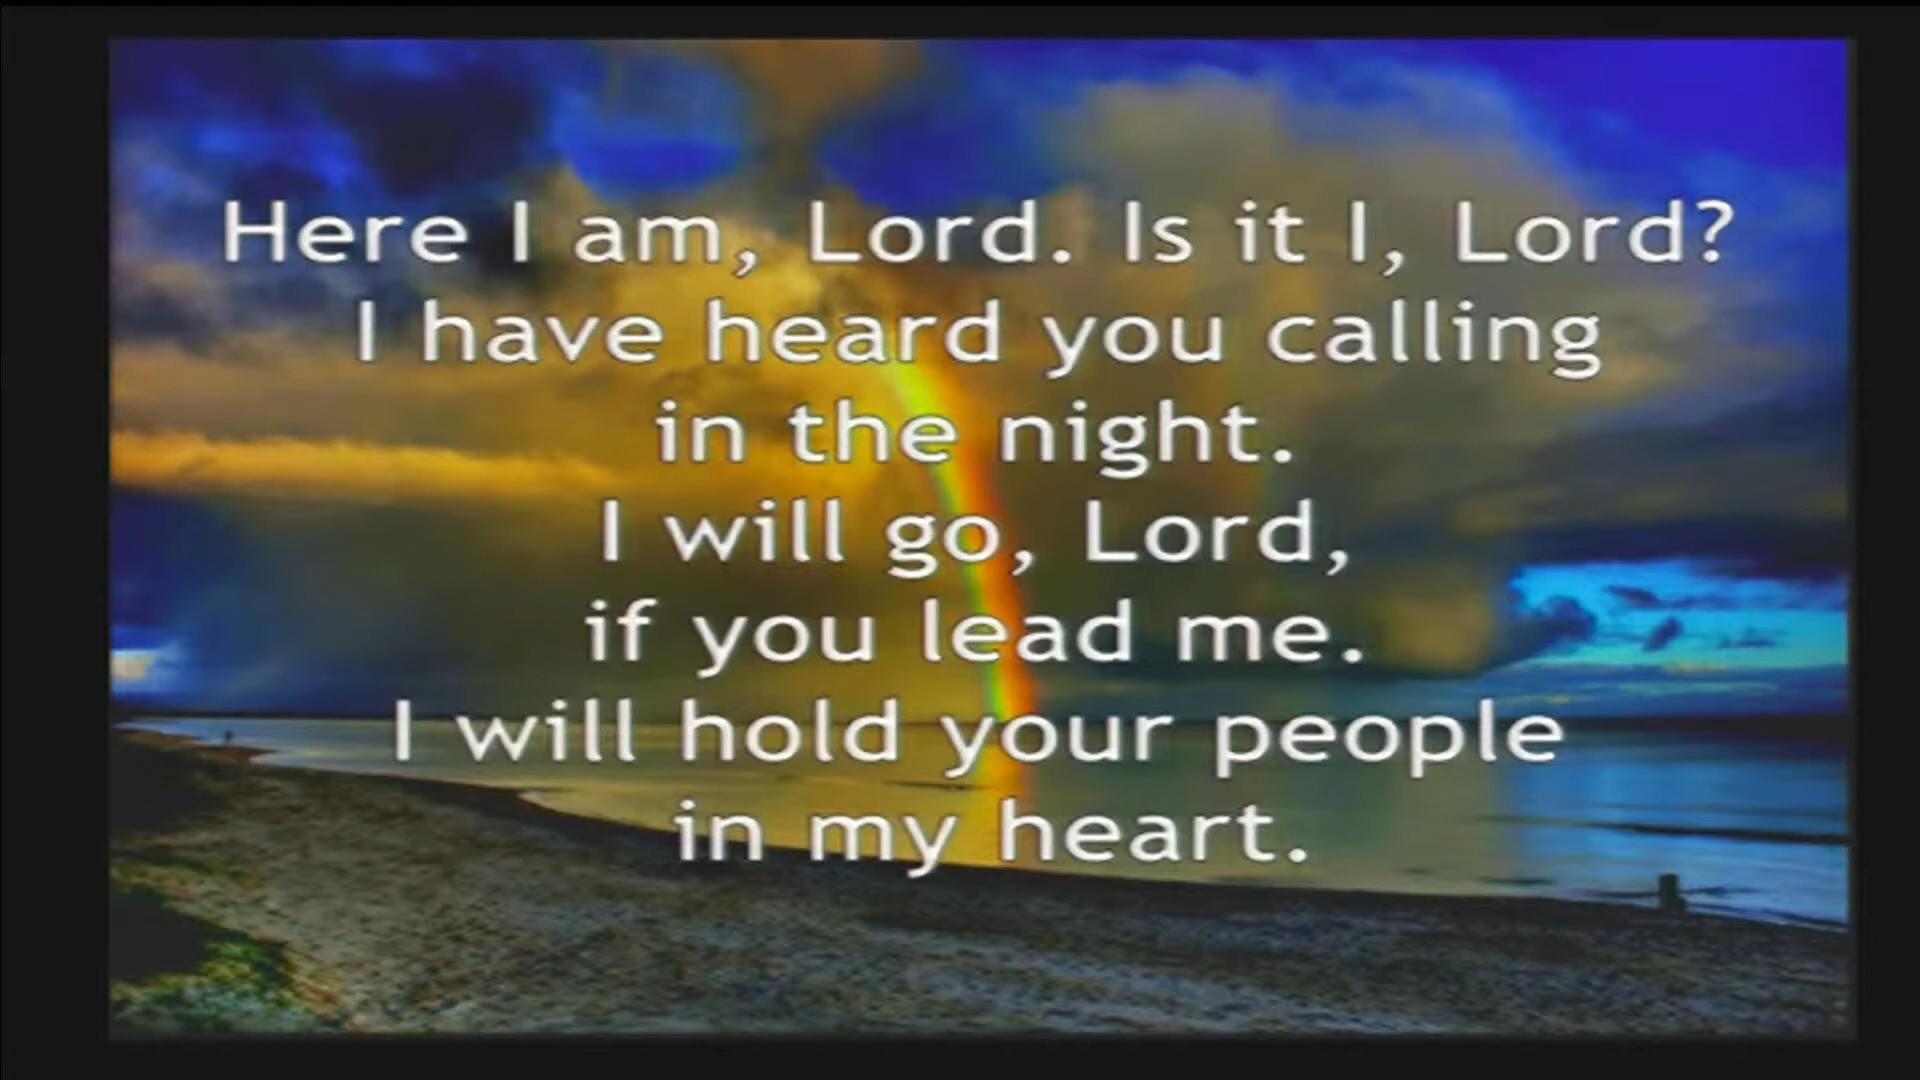 Here I am, Lord. Is it I, Lord?
I have heard you calling
in the night.
I will go, Lord,
if you lead me.
I will hold your people
in my heart.